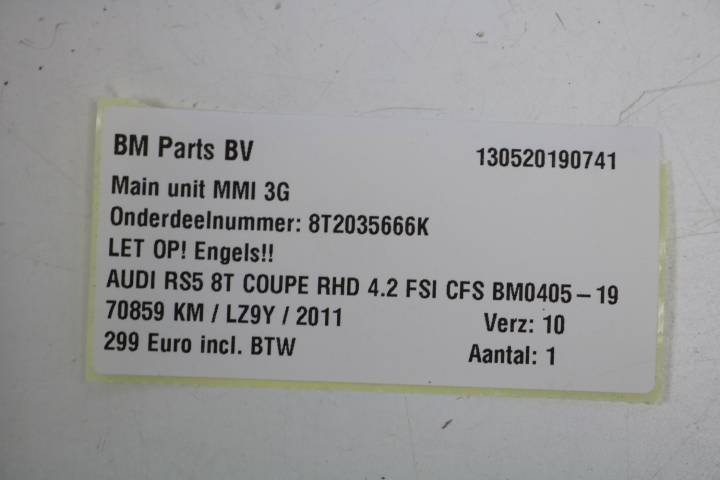 BM Parts BV 130520190741
Main unit MMI 3G
Onderdeelnummer: 8T2035666K
LET OP! Engels!!
AUDI RS5 8T COUPE RHD 4.2 FSI CFS BM0405-19
70859 KM / LZ9Y / 2011 Verz: 10
299 Euro incl. BTW Aantal: 1